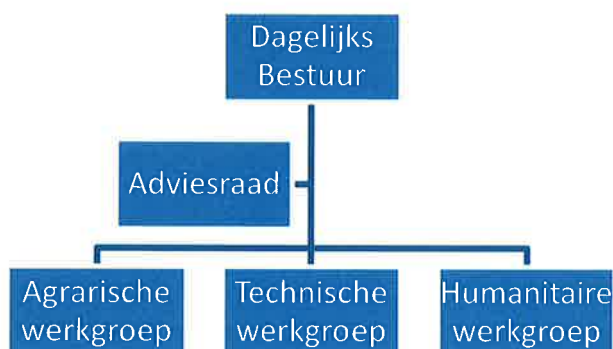 Dagelijks
Bestuur
Adviesraad
Agrarische
werkgroep
Technische
werkgroep
Humanitaire
werkgroep